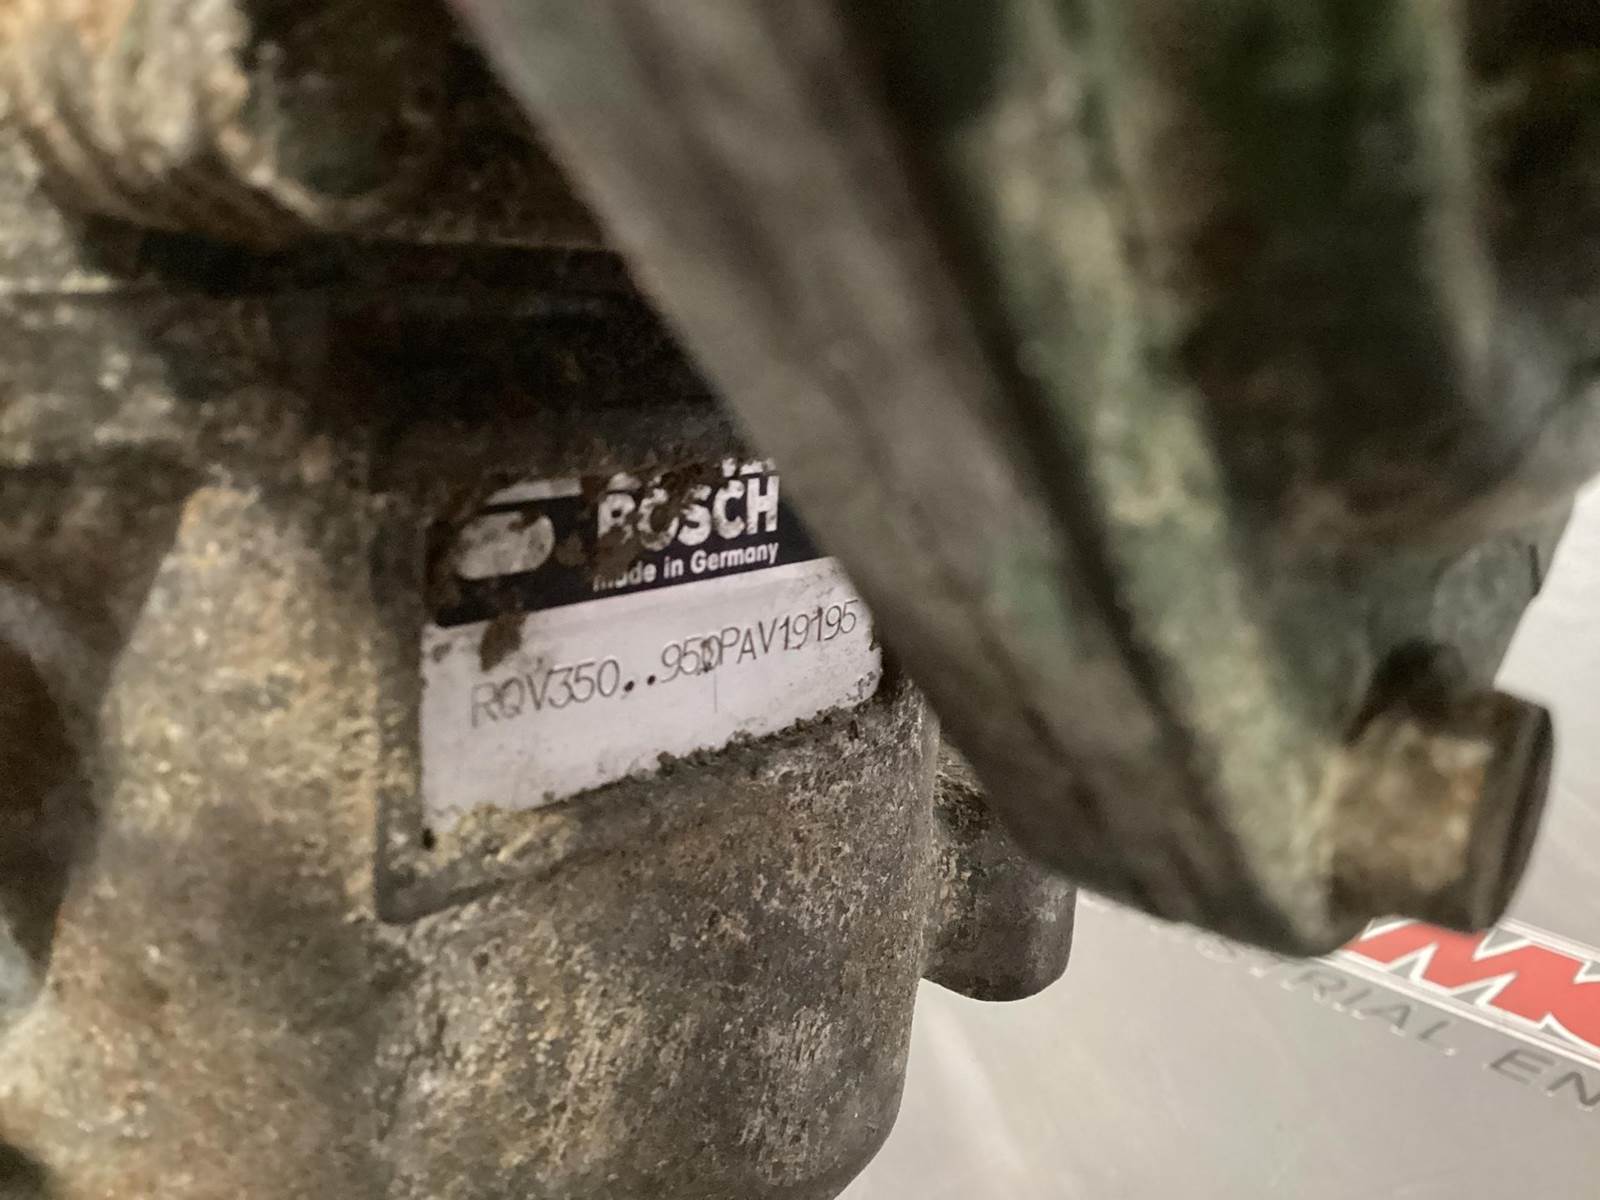 BOSCH
Made in Germany
RQV350..950PAV19195